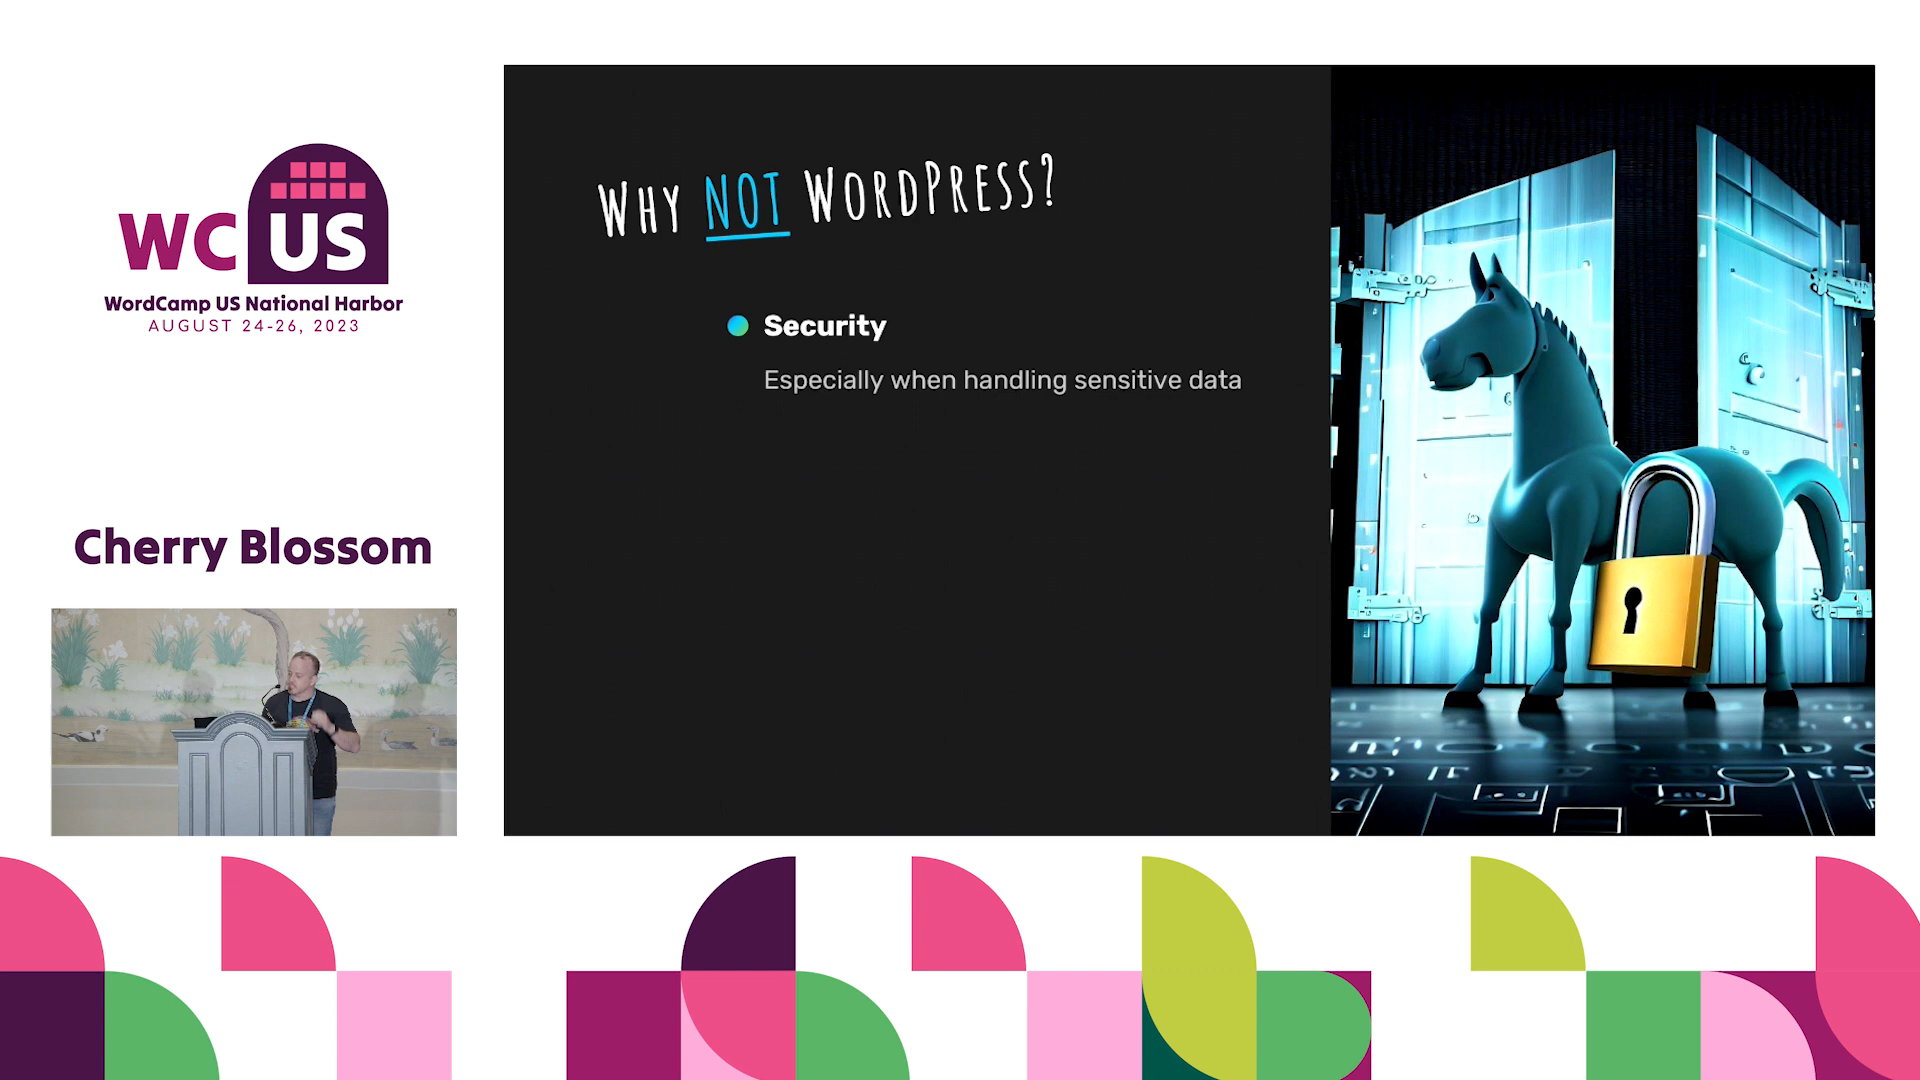 WC US
WordCamp US National Harbor
AUGUST 24-26, 2023
Cherry Blossom
WHY NOT WORDPRESS?
Security
Especially when handling sensitive data